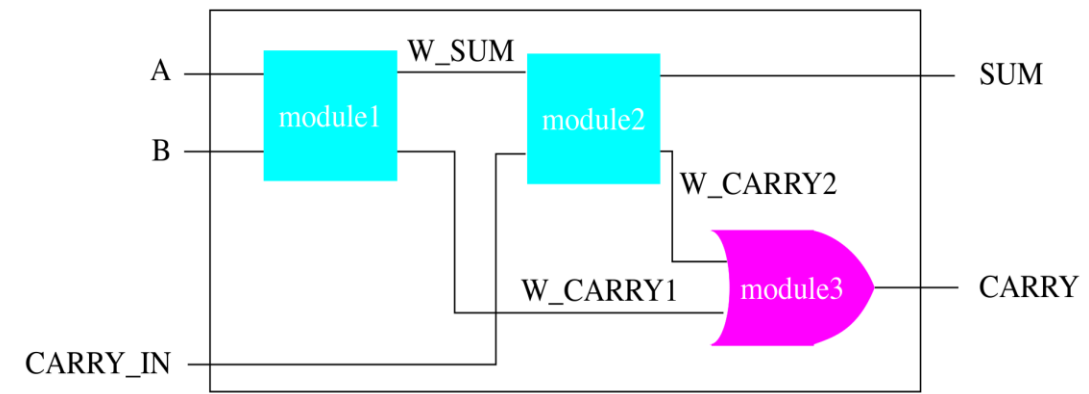 W_SUM
A
SUM
module1
module2
B
W_CARRY2
W_CARRY1
module3
CARRY
CARRY_IN